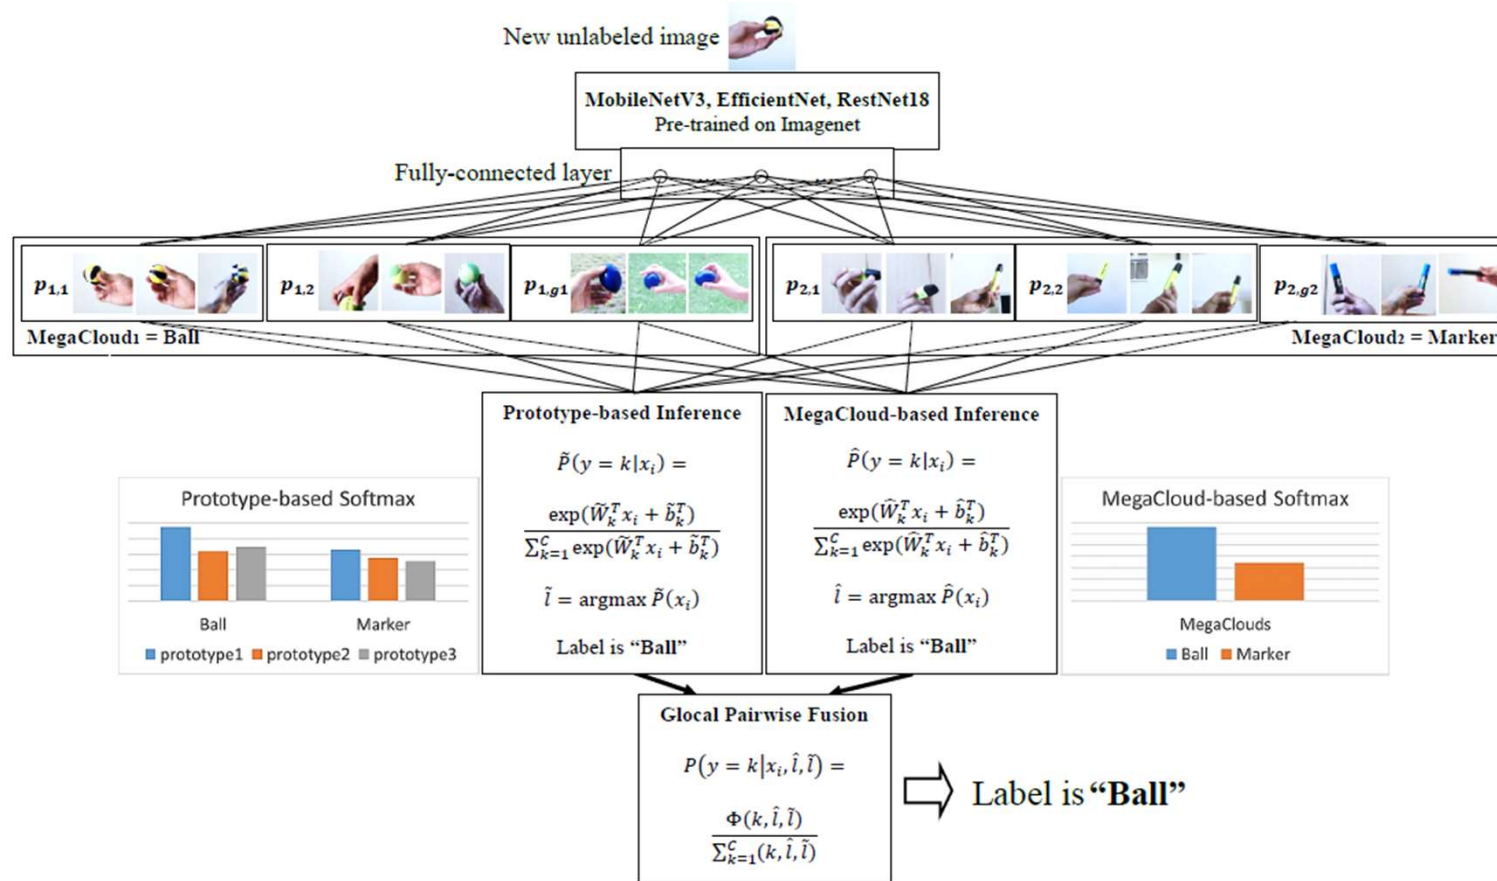 New unlabeled image
MobileNetV3, EfficientNet, RestNet18
Pre-trained on Imagenet
Fully-connected layer
... ...
p₁,₁
p₁,₂
p₁,g₁
p₂,₁
p₂,₂
p₂,g₂
MegaCloud₁ = Ball
MegaCloud₂ = Marker
Prototype-based Inference
P̃(y = k|xᵢ) =
exp(W̃ₖᵀxᵢ + b̃ₖᵀ)
∑ᶜₖ₌₁ exp(W̃ₖᵀxᵢ + b̃ₖᵀ)
l̃ = argmax P̃(xᵢ)
Label is “Ball”
MegaCloud-based Inference
P̂(y = k|xᵢ) =
exp(Ŵₖᵀxᵢ + b̂ₖᵀ)
∑ᶜₖ₌₁ exp(Ŵₖᵀxᵢ + b̂ₖᵀ)
l̂ = argmax P̂(xᵢ)
Label is “Ball”
Prototype-based Softmax
Ball Marker
prototype1 prototype2 prototype3
MegaCloud-based Softmax
MegaClouds
Ball Marker
Glocal Pairwise Fusion
P(y = k|xᵢ, l̂, l̃) =
Φ(k, l̂, l̃)
∑ᶜₖ₌₁(k, l̂, l̃)
Label is “Ball”